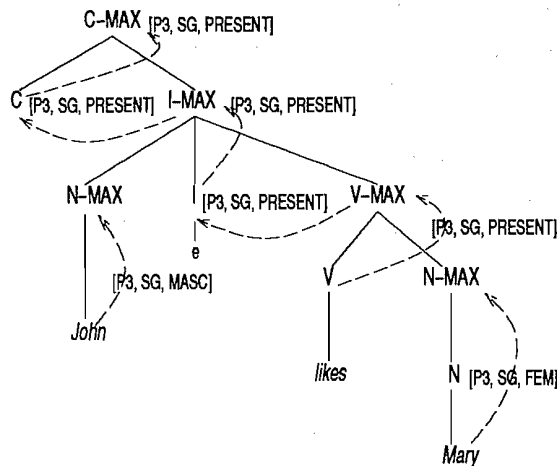 C-MAX [P3, SG, PRESENT]
C [P3, SG, PRESENT] I-MAX [P3, SG, PRESENT]
N-MAX I [P3, SG, PRESENT] V-MAX
[P3, SG, PRESENT]
e
[P3, SG, MASC] V N-MAX
John
likes N [P3, SG, FEM]
Mary